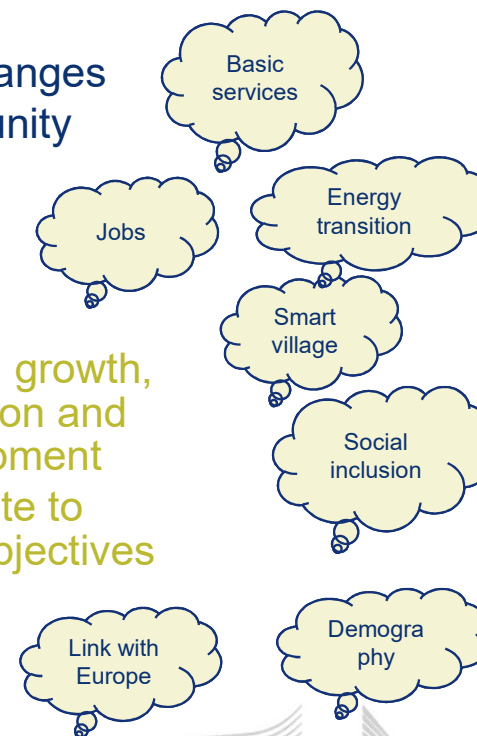 Basic
services
anges
unity
Energy
transition
Jobs
Smart
village
growth,
on and
opment
te to
bjectives
Social
inclusion
Link with
Europe
Demogra
phy